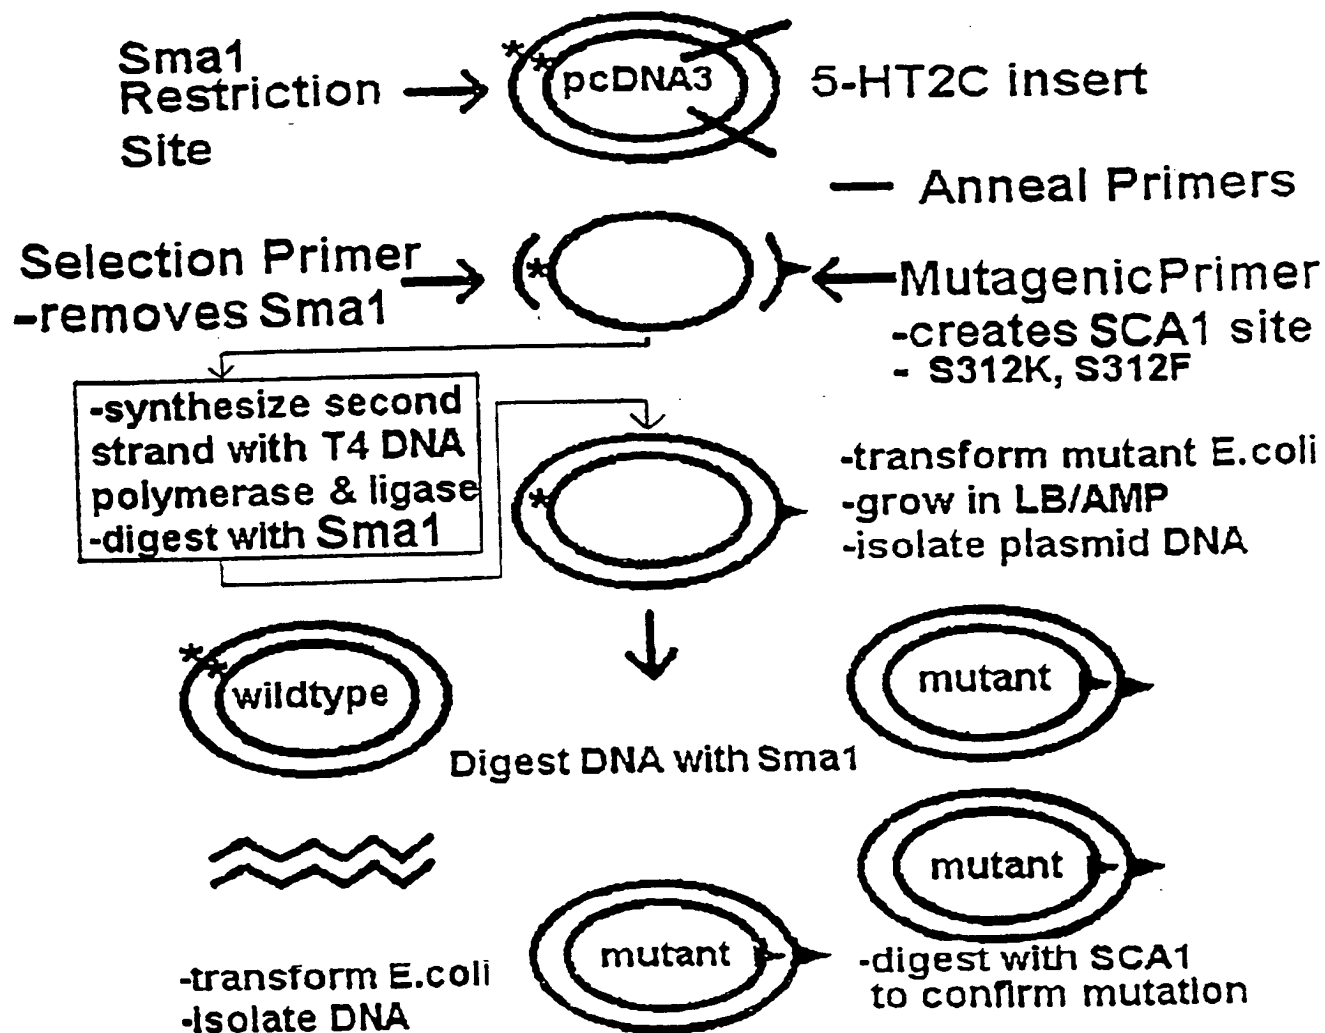 Sma1
Restriction
Site
pcDNA3
5-HT2C insert
Anneal Primers
Selection Primer
-removes Sma1
*
Mutagenic Primer
-creates SCA1 site
- S312K, S312F
-synthesize second
strand with T4 DNA
polymerase & ligase
-digest with Sma1
*
-transform mutant E.coli
-grow in LB/AMP
-isolate plasmid DNA
**
wildtype
Digest DNA with Sma1
mutant
mutant
mutant
-digest with SCA1
to confirm mutation
-transform E.coli
-isolate DNA